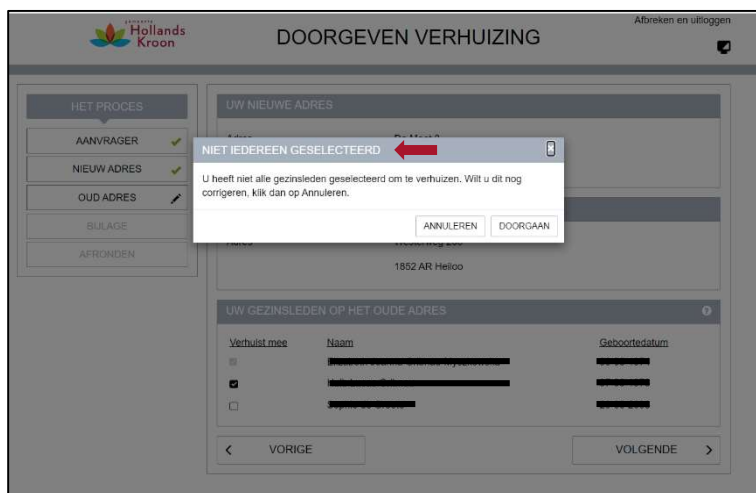 GEMEENTE
Hollands
Kroon
DOORGEVEN VERHUIZING
Afbreken en uitloggen
HET PROCES
AANVRAGER
NIEUW ADRES
OUD ADRES
BIJLAGE
AFRONDEN
UW NIEUWE ADRES
NIET IEDEREEN GESELECTEERD
U heeft niet alle gezinsleden geselecteerd om te verhuizen. Wilt u dit nog
corrigeren, klik dan op Annuleren.
ANNULEREN DOORGAAN
Adres
1852 AR Heiloo
UW GEZINSLEDEN OP HET OUDE ADRES
Verhuist mee Naam Geboortedatum
VORIGE
VOLGENDE